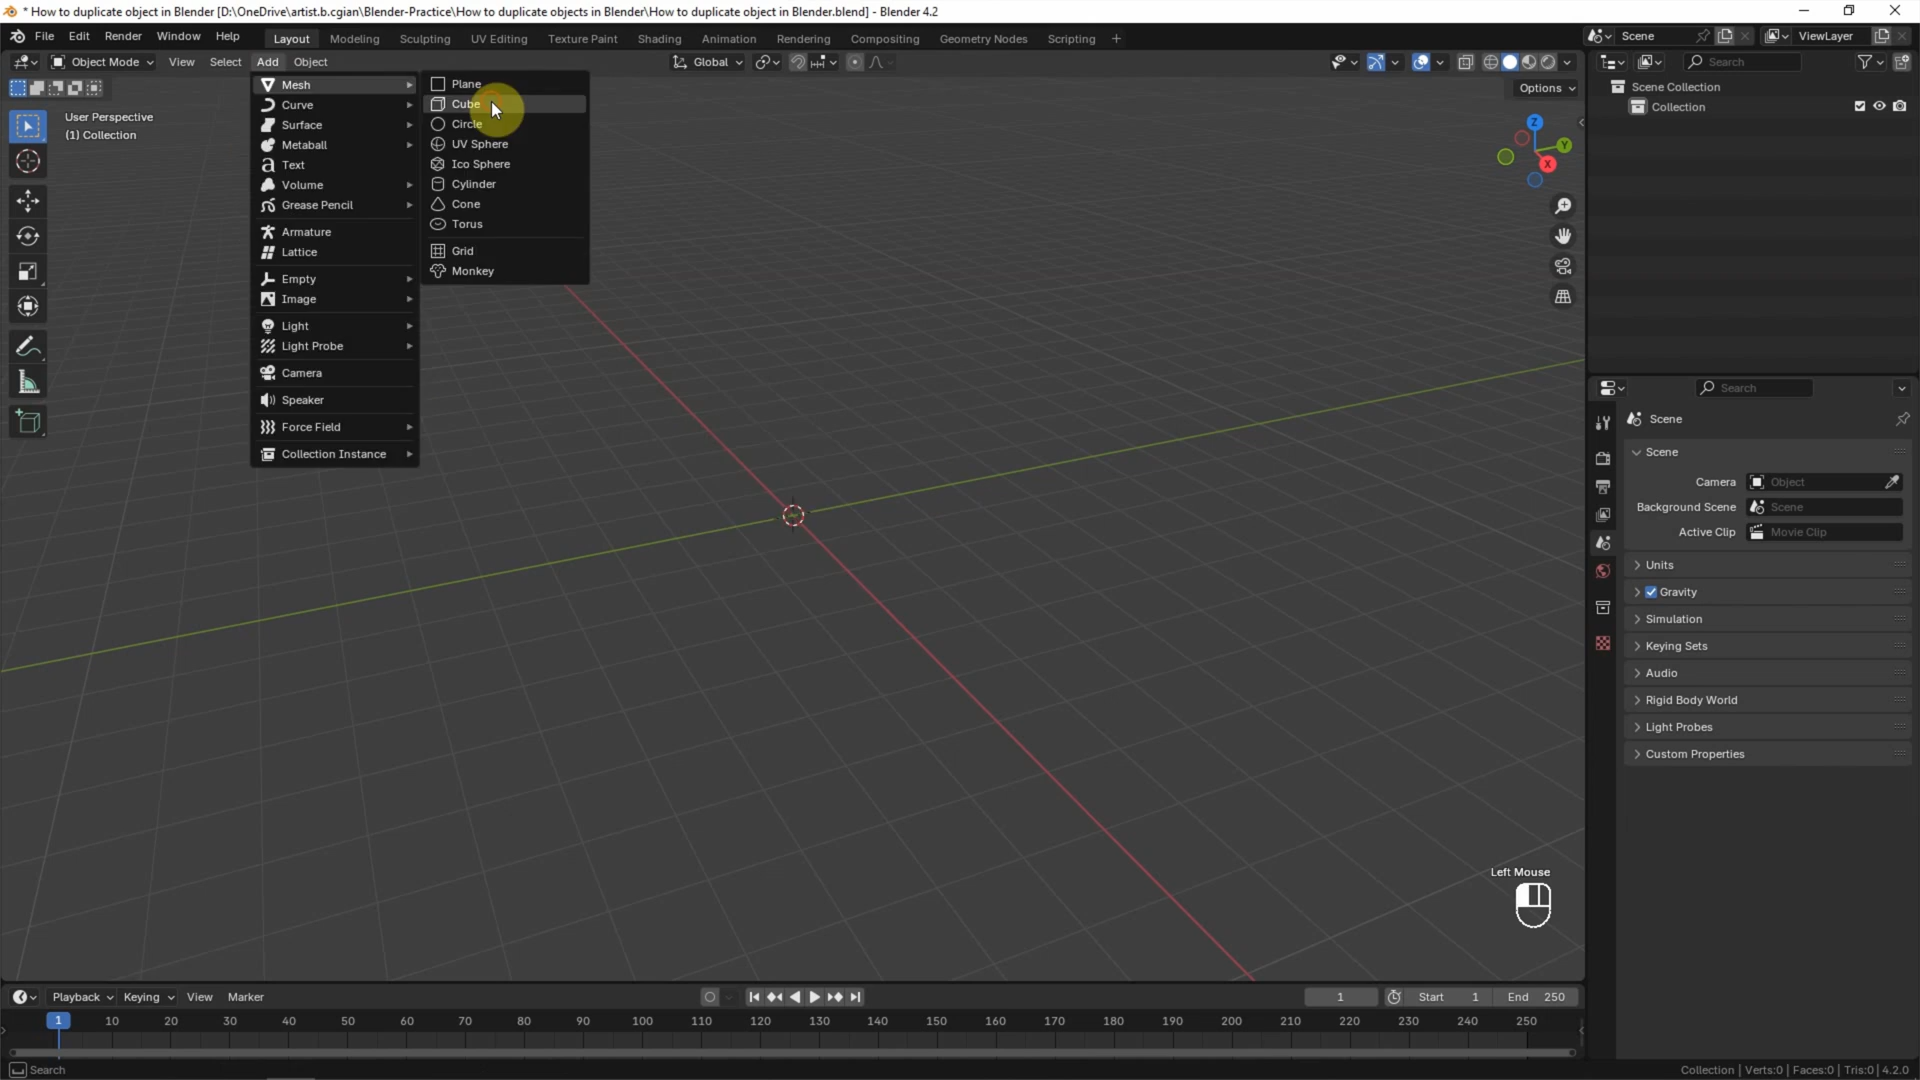 * How to duplicate object in Blender [D:\OneDrive\artist.b.cgian\Blender-Practice\How to duplicate objects in Blender\How to duplicate object in Blender.blend] - Blender 4.2
File Edit Render Window Help Layout Modeling Sculpting UV Editing Texture Paint Shading Animation Rendering Compositing Geometry Nodes Scripting + Scene ViewLayer
Object Mode View Select Add Object Global Search
Options
User Perspective
(1) Collection
Mesh
Curve
Surface
Metaball
Text
Volume
Grease Pencil
Armature
Lattice
Empty
Image
Light
Light Probe
Camera
Speaker
Force Field
Collection Instance
Plane
Cube
Circle
UV Sphere
Ico Sphere
Cylinder
Cone
Torus
Grid
Monkey
Z
Y
X
Scene Collection
Collection
Search
Scene
Scene
Camera Object
Background Scene Scene
Active Clip Movie Clip
Units
Gravity
Simulation
Keying Sets
Audio
Rigid Body World
Light Probes
Custom Properties
Left Mouse
Playback Keying View Marker 1 Start 1 End 250
1 10 20 30 40 50 60 70 80 90 100 110 120 130 140 150 160 170 180 190 200 210 220 230 240 250
Search
Collection | Verts:0 | Faces:0 | Tris:0 | 4.2.0